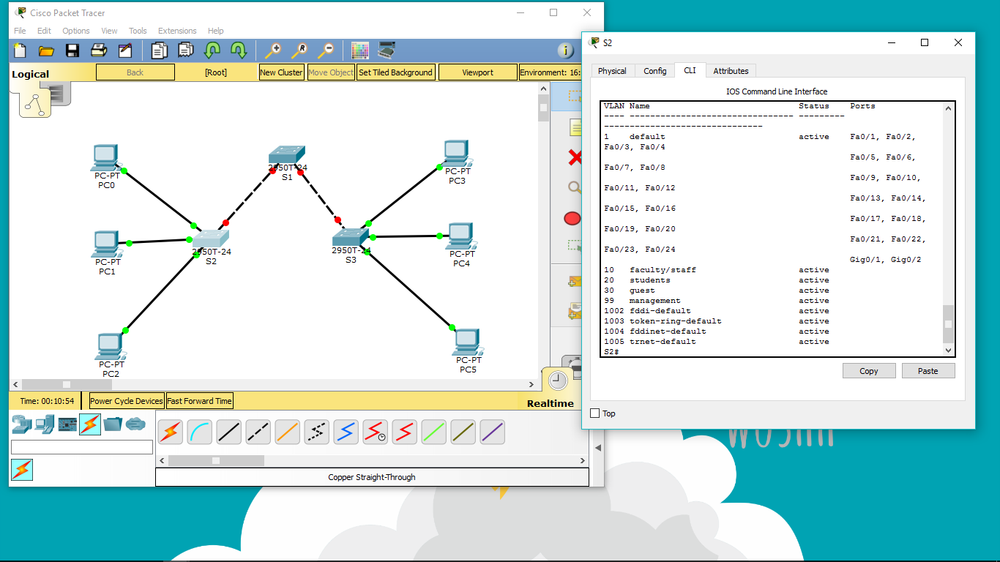 Cisco Packet Tracer
File Edit Options View Tools Extensions Help
Logical
Back
[Root]
New Cluster
Move Object
Set Tiled Background
Viewport
Environment: 16:
PC-PT
PC0
PC-PT
PC1
PC-PT
PC2
2950T-24
S1
2950T-24
S2
2950T-24
S3
PC-PT
PC3
PC-PT
PC4
PC-PT
PC5
Time: 00:10:54
Power Cycle Devices
Fast Forward Time
Realtime
Copper Straight-Through
S2
Physical Config CLI Attributes
IOS Command Line Interface
VLAN Name Status Ports
---- -------------------------------- ---------
-------------------------------
1 default active Fa0/1, Fa0/2,
Fa0/3, Fa0/4
Fa0/5, Fa0/6,
Fa0/7, Fa0/8
Fa0/9, Fa0/10,
Fa0/11, Fa0/12
Fa0/13, Fa0/14,
Fa0/15, Fa0/16
Fa0/17, Fa0/18,
Fa0/19, Fa0/20
Fa0/21, Fa0/22,
Fa0/23, Fa0/24
Gig0/1, Gig0/2
10 faculty/staff active
20 students active
30 guest active
99 management active
1002 fddi-default active
1003 token-ring-default active
1004 fddinet-default active
1005 trnet-default active
S2#
Copy
Paste
Top